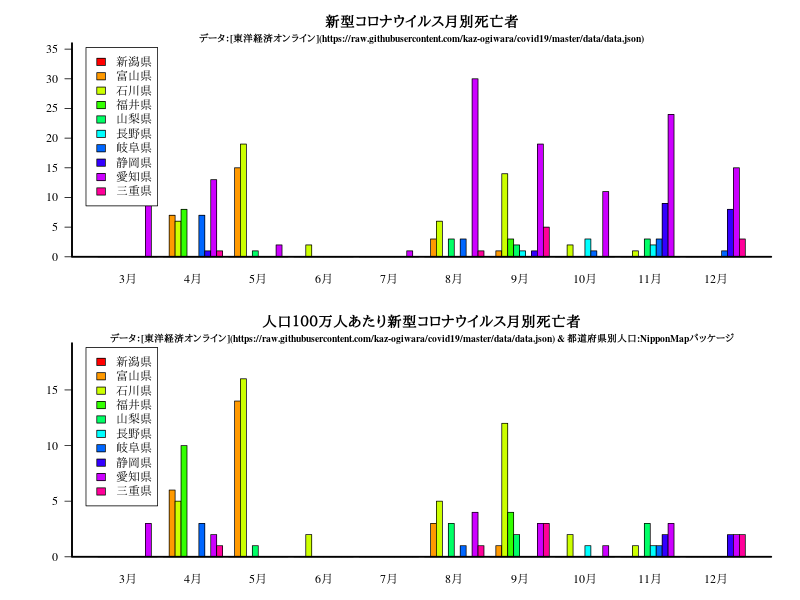 新型コロナウイルス月別死亡者
データ:[東洋経済オンライン](https://raw.githubusercontent.com/kaz-ogiwara/covid19/master/data/data.json)
35
30
25
20
15
10
5
0
新潟県
富山県
石川県
福井県
山梨県
長野県
岐阜県
静岡県
愛知県
三重県
3月 4月 5月 6月 7月 8月 9月 10月 11月 12月
人口100万人あたり新型コロナウイルス月別死亡者
データ:[東洋経済オンライン](https://raw.githubusercontent.com/kaz-ogiwara/covid19/master/data/data.json) & 都道府県別人口:NipponMapパッケージ
15
10
5
0
新潟県
富山県
石川県
福井県
山梨県
長野県
岐阜県
静岡県
愛知県
三重県
3月 4月 5月 6月 7月 8月 9月 10月 11月 12月